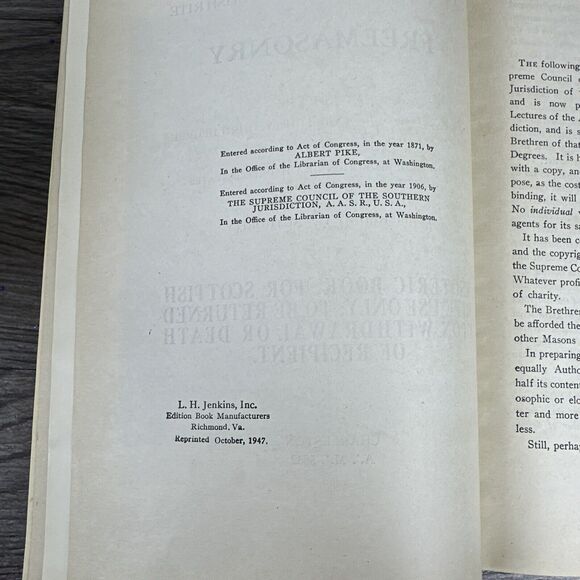 Entered according to Act of Congress, in the year 1871, by
ALBERT PIKE,
In the Office of the Librarian of Congress, at Washington.
Entered according to Act of Congress, in the year 1906, by
THE SUPREME COUNCIL OF THE SOUTHERN
JURISDICTION, A. A. S. R., U. S. A.,
In the Office of the Librarian of Congress, at Washington.
L. H. Jenkins, Inc.
Edition Book Manufacturers
Richmond, Va.
Reprinted October, 1947.
THE following
preme Council
Jurisdiction of
and is now p
Lectures of the
diction, and is s
Brethren of that
Degrees. It is h
with a copy, and
pose, as the cost
binding, it will
No individual
agents for its sa
It has been c
and the copyrig
the Supreme Co
Whatever profi
of charity.
The Brethren
be afforded the
other Masons
In preparing
equally Autho
half its content
osophic or elo
ter and more
less.
Still, perhap